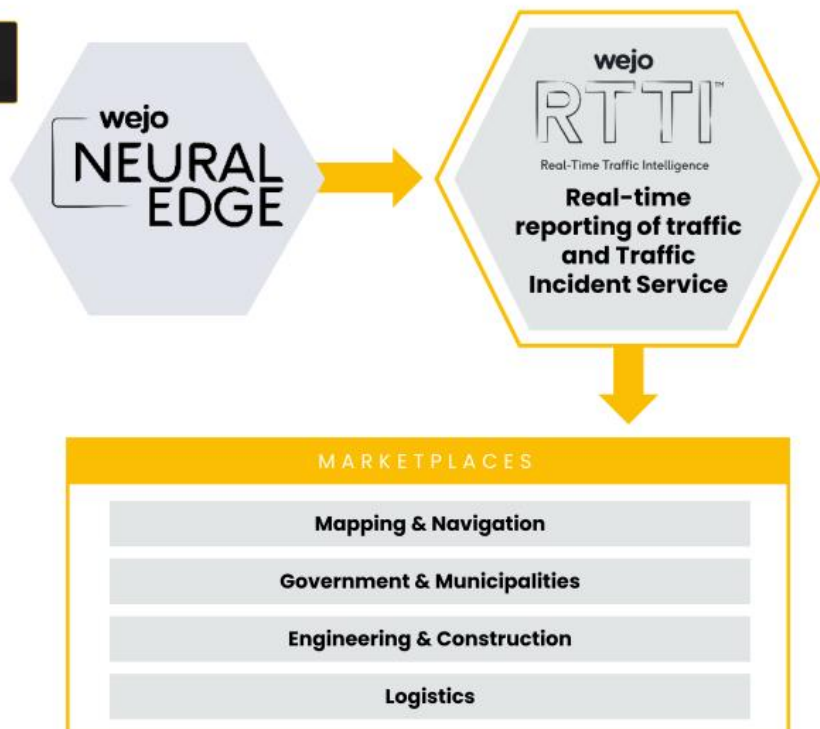 wejo
NEURAL
EDGE
wejo
RTTI™
Real-Time Traffic Intelligence
Real-time
reporting of traffic
and Traffic
Incident Service
MARKETPLACES
Mapping & Navigation
Government & Municipalities
Engineering & Construction
Logistics